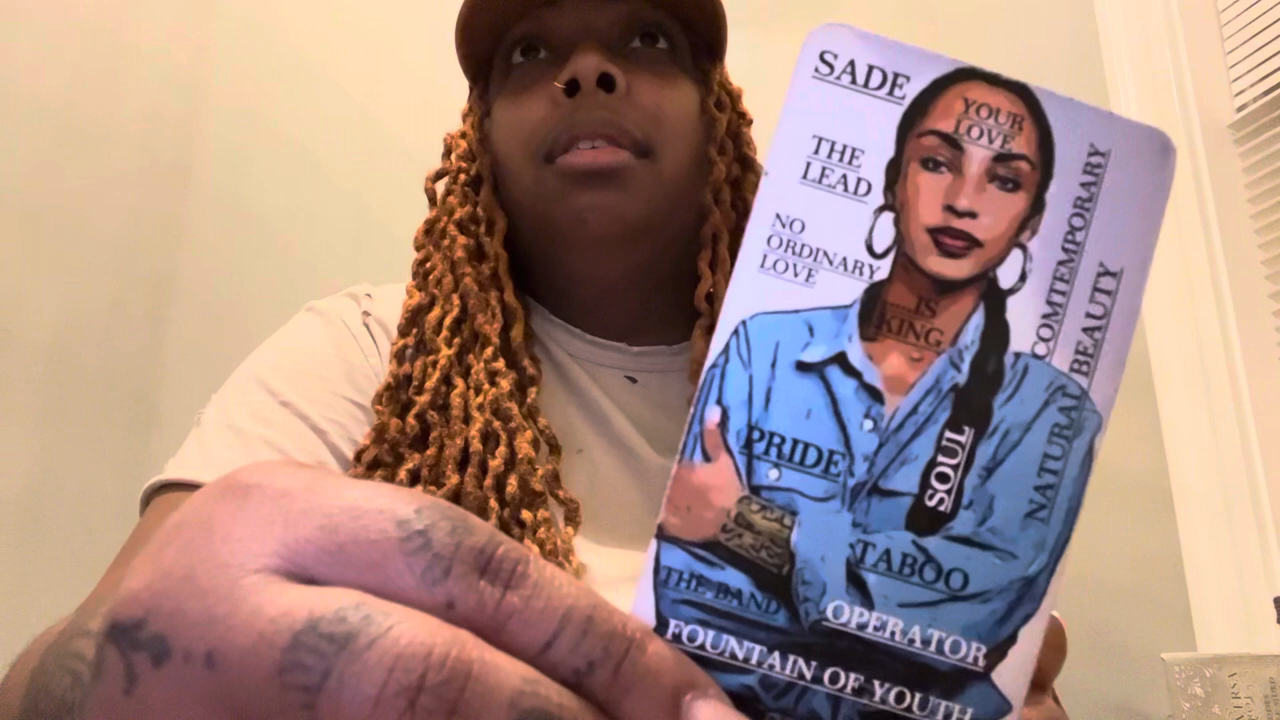 SADE
YOUR
LOVE
THE
LEAD
NO
ORDINARY
LOVE
IS
KING
COMTEMPORARY
NATURAL BEAUTY
PRIDE
SOUL
TABOO
THE BAND
OPERATOR
FOUNTAIN OF YOUTH